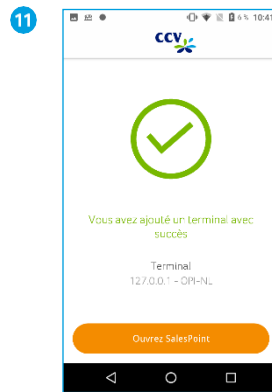 11
6% 10:41
CCV
Vous avez ajouté un terminal avec
succès
Terminal
127.0.0.1 - OPI-NL
Ouvrez SalesPoint